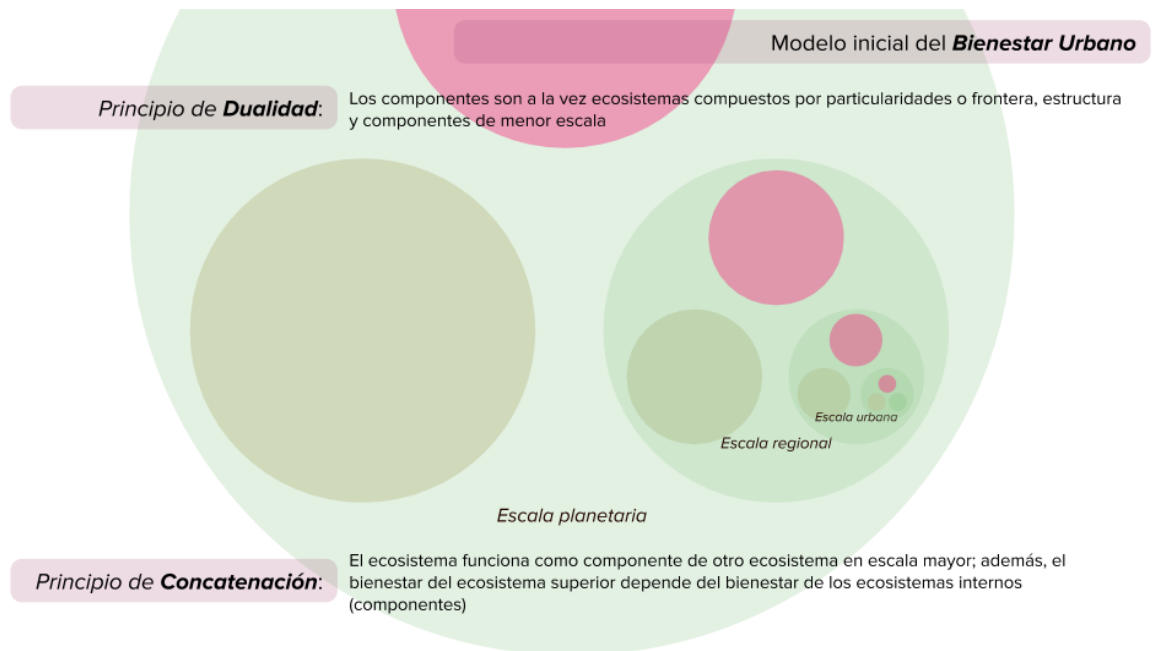 Modelo inicial del Bienestar Urbano
Principio de Dualidad:
Los componentes son a la vez ecosistemas compuestos por particularidades o frontera, estructura
y componentes de menor escala
Escala urbana
Escala regional
Escala planetaria
Principio de Concatenación:
El ecosistema funciona como componente de otro ecosistema en escala mayor; además, el
bienestar del ecosistema superior depende del bienestar de los ecosistemas internos
(componentes)